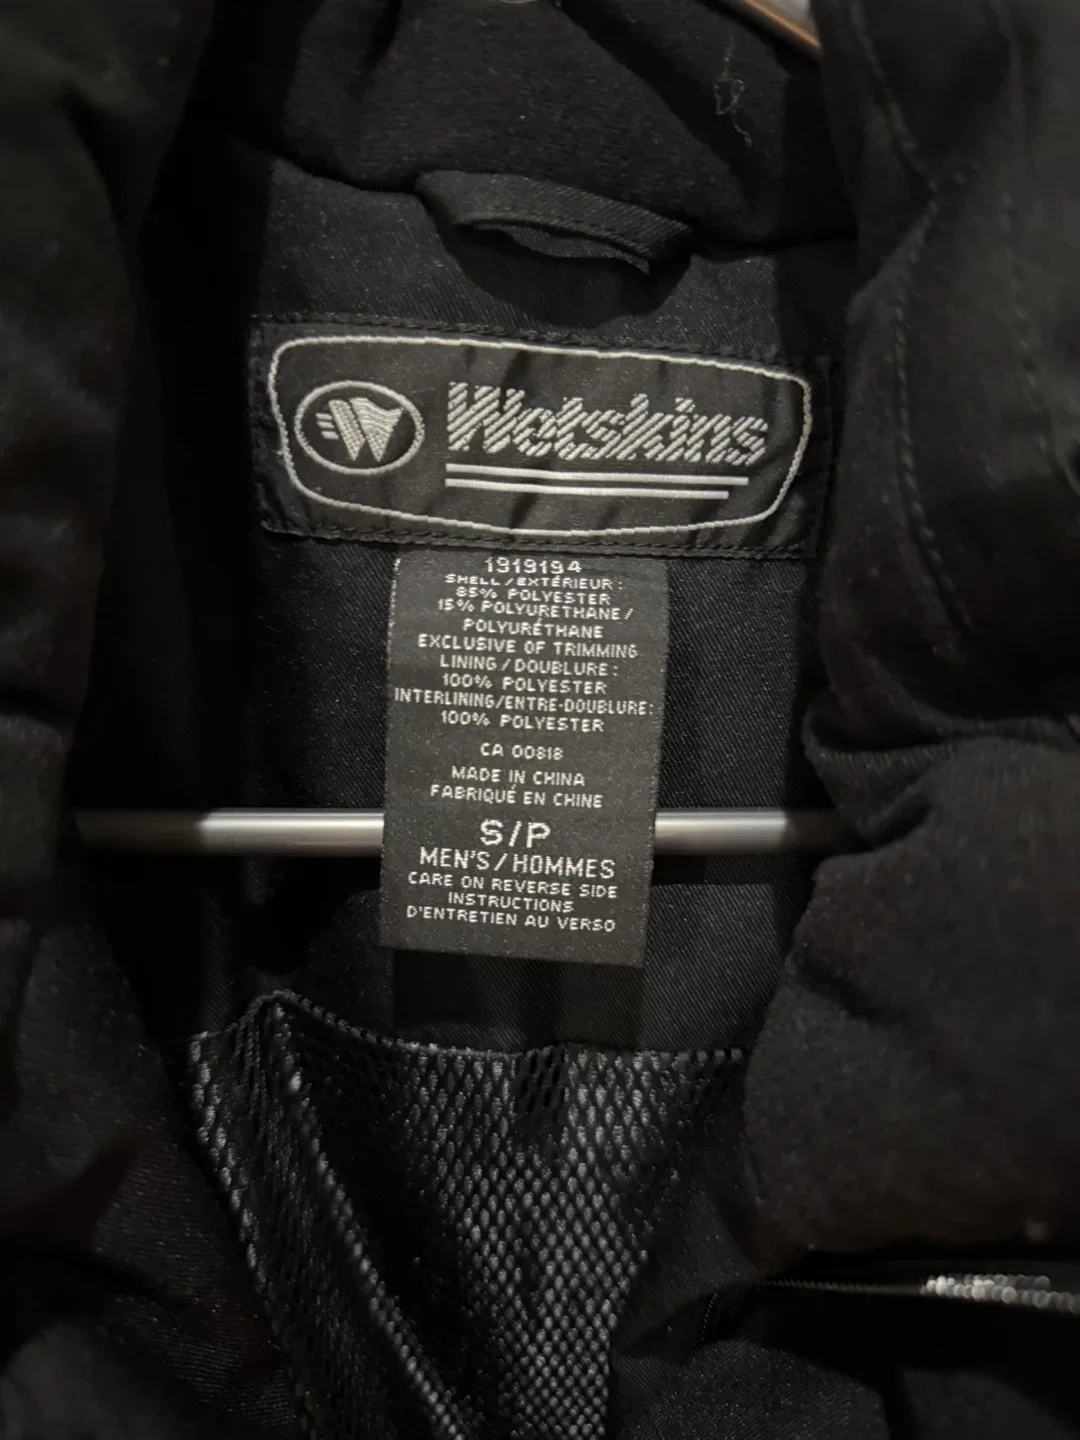 W Wetskins
1919194
SHELL/EXTÉRIEUR:
85% POLYESTER
15% POLYURETHANE/
POLYURÉTHANE
EXCLUSIVE OF TRIMMING
LINING/DOUBLURE:
100% POLYESTER
INTERLINING/ENTRE-DOUBLURE:
100% POLYESTER
CA 00818
MADE IN CHINA
FABRIQUÉ EN CHINE
S/P
MEN'S/HOMMES
CARE ON REVERSE SIDE
INSTRUCTIONS
D'ENTRETIEN AU VERSO